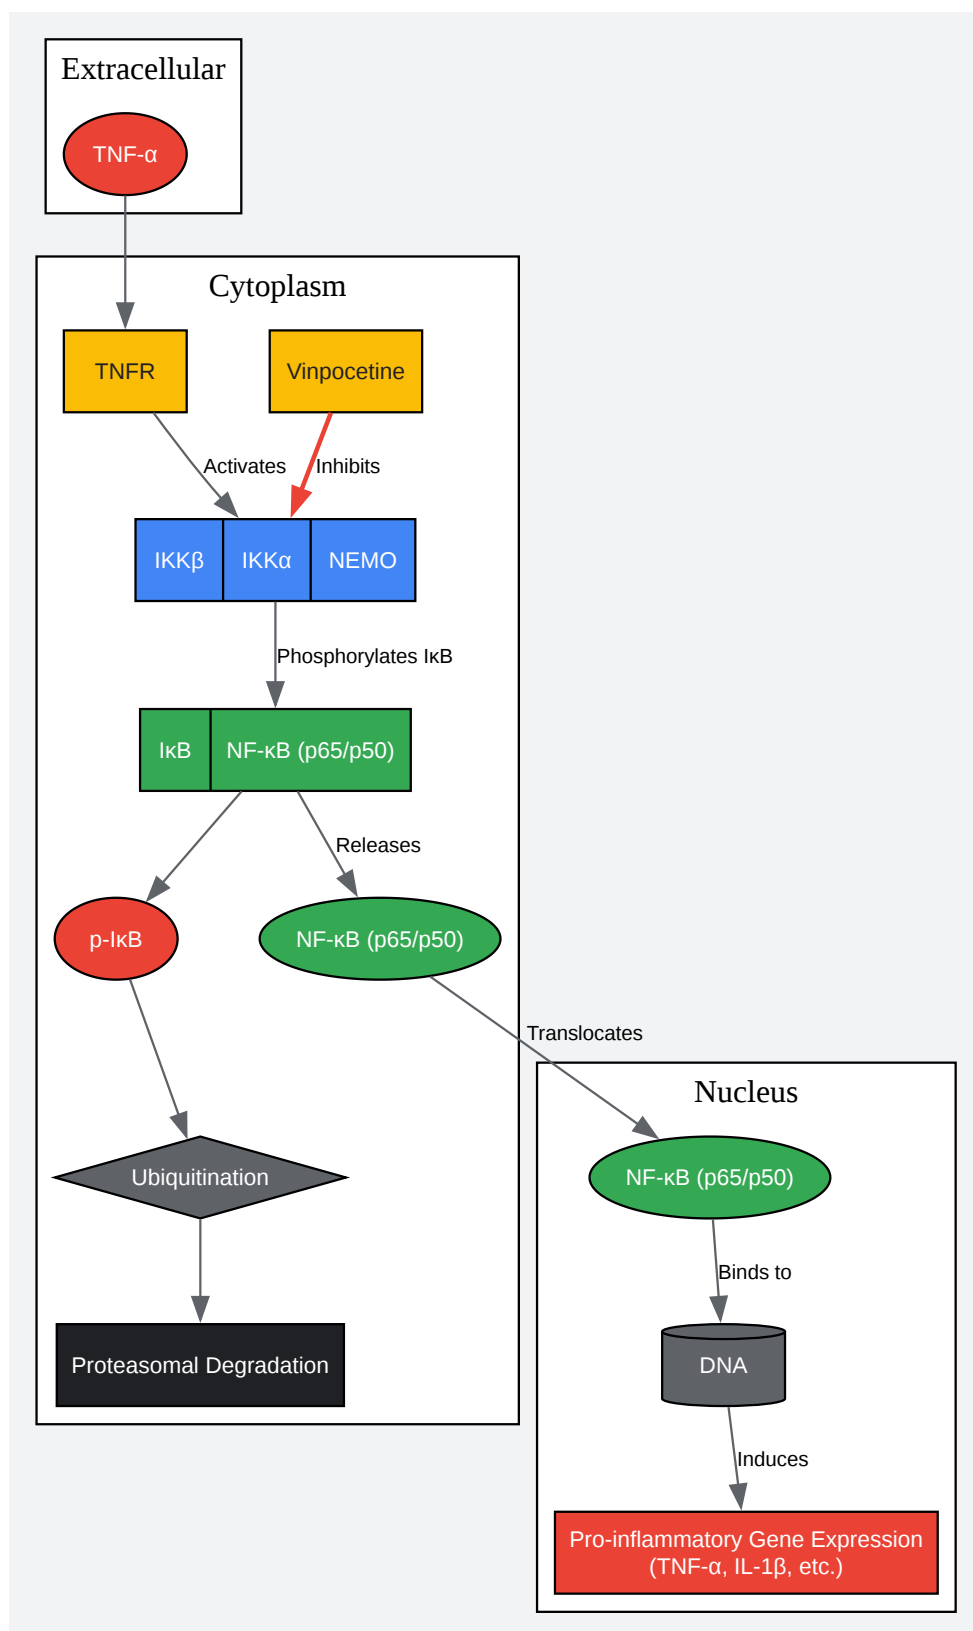 Extracellular
TNF-α
Cytoplasm
TNFR
Vinpocetine
Activates
Inhibits
IKKβ
IKKα
NEMO
Phosphorylates IκB
IκB
NF-κB (p65/p50)
Releases
p-IκB
NF-κB (p65/p50)
Translocates
Nucleus
Ubiquitination
NF-κB (p65/p50)
Binds to
Proteasomal Degradation
DNA
Induces
Pro-inflammatory Gene Expression
(TNF-α, IL-1β, etc.)